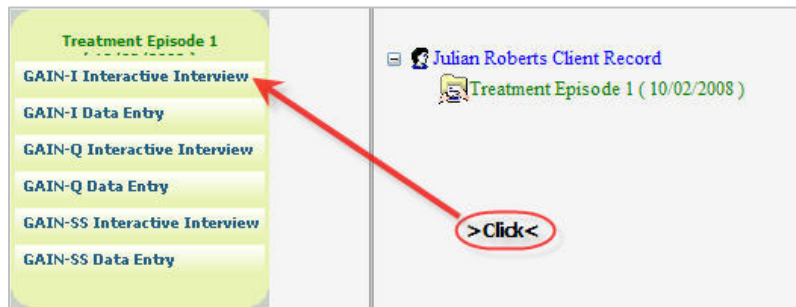 Treatment Episode 1
GAIN-I Interactive Interview
GAIN-I Data Entry
GAIN-Q Interactive Interview
GAIN-Q Data Entry
GAIN-SS Interactive Interview
GAIN-SS Data Entry
Julian Roberts Client Record
Treatment Episode 1 ( 10/02/2008 )
>Click<